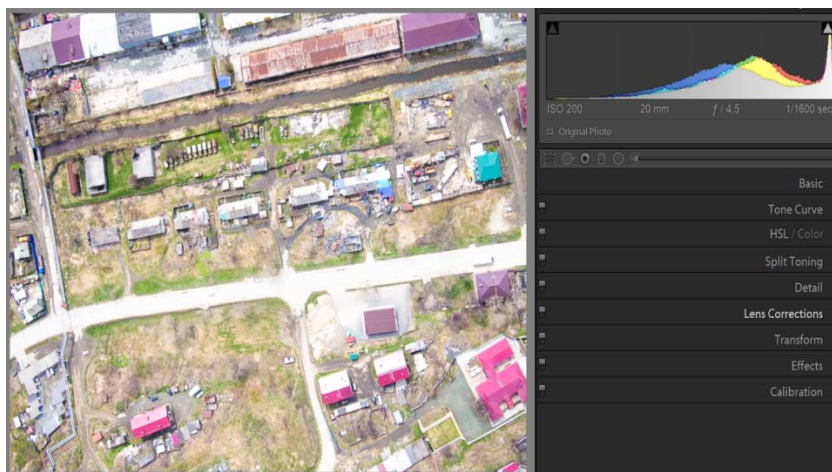 ISO 200 20 mm ƒ / 4,5 1/1600 sec
Original Photo
Basic
Tone Curve
HSL / Color
Split Toning
Detail
Lens Corrections
Transform
Effects
Calibration